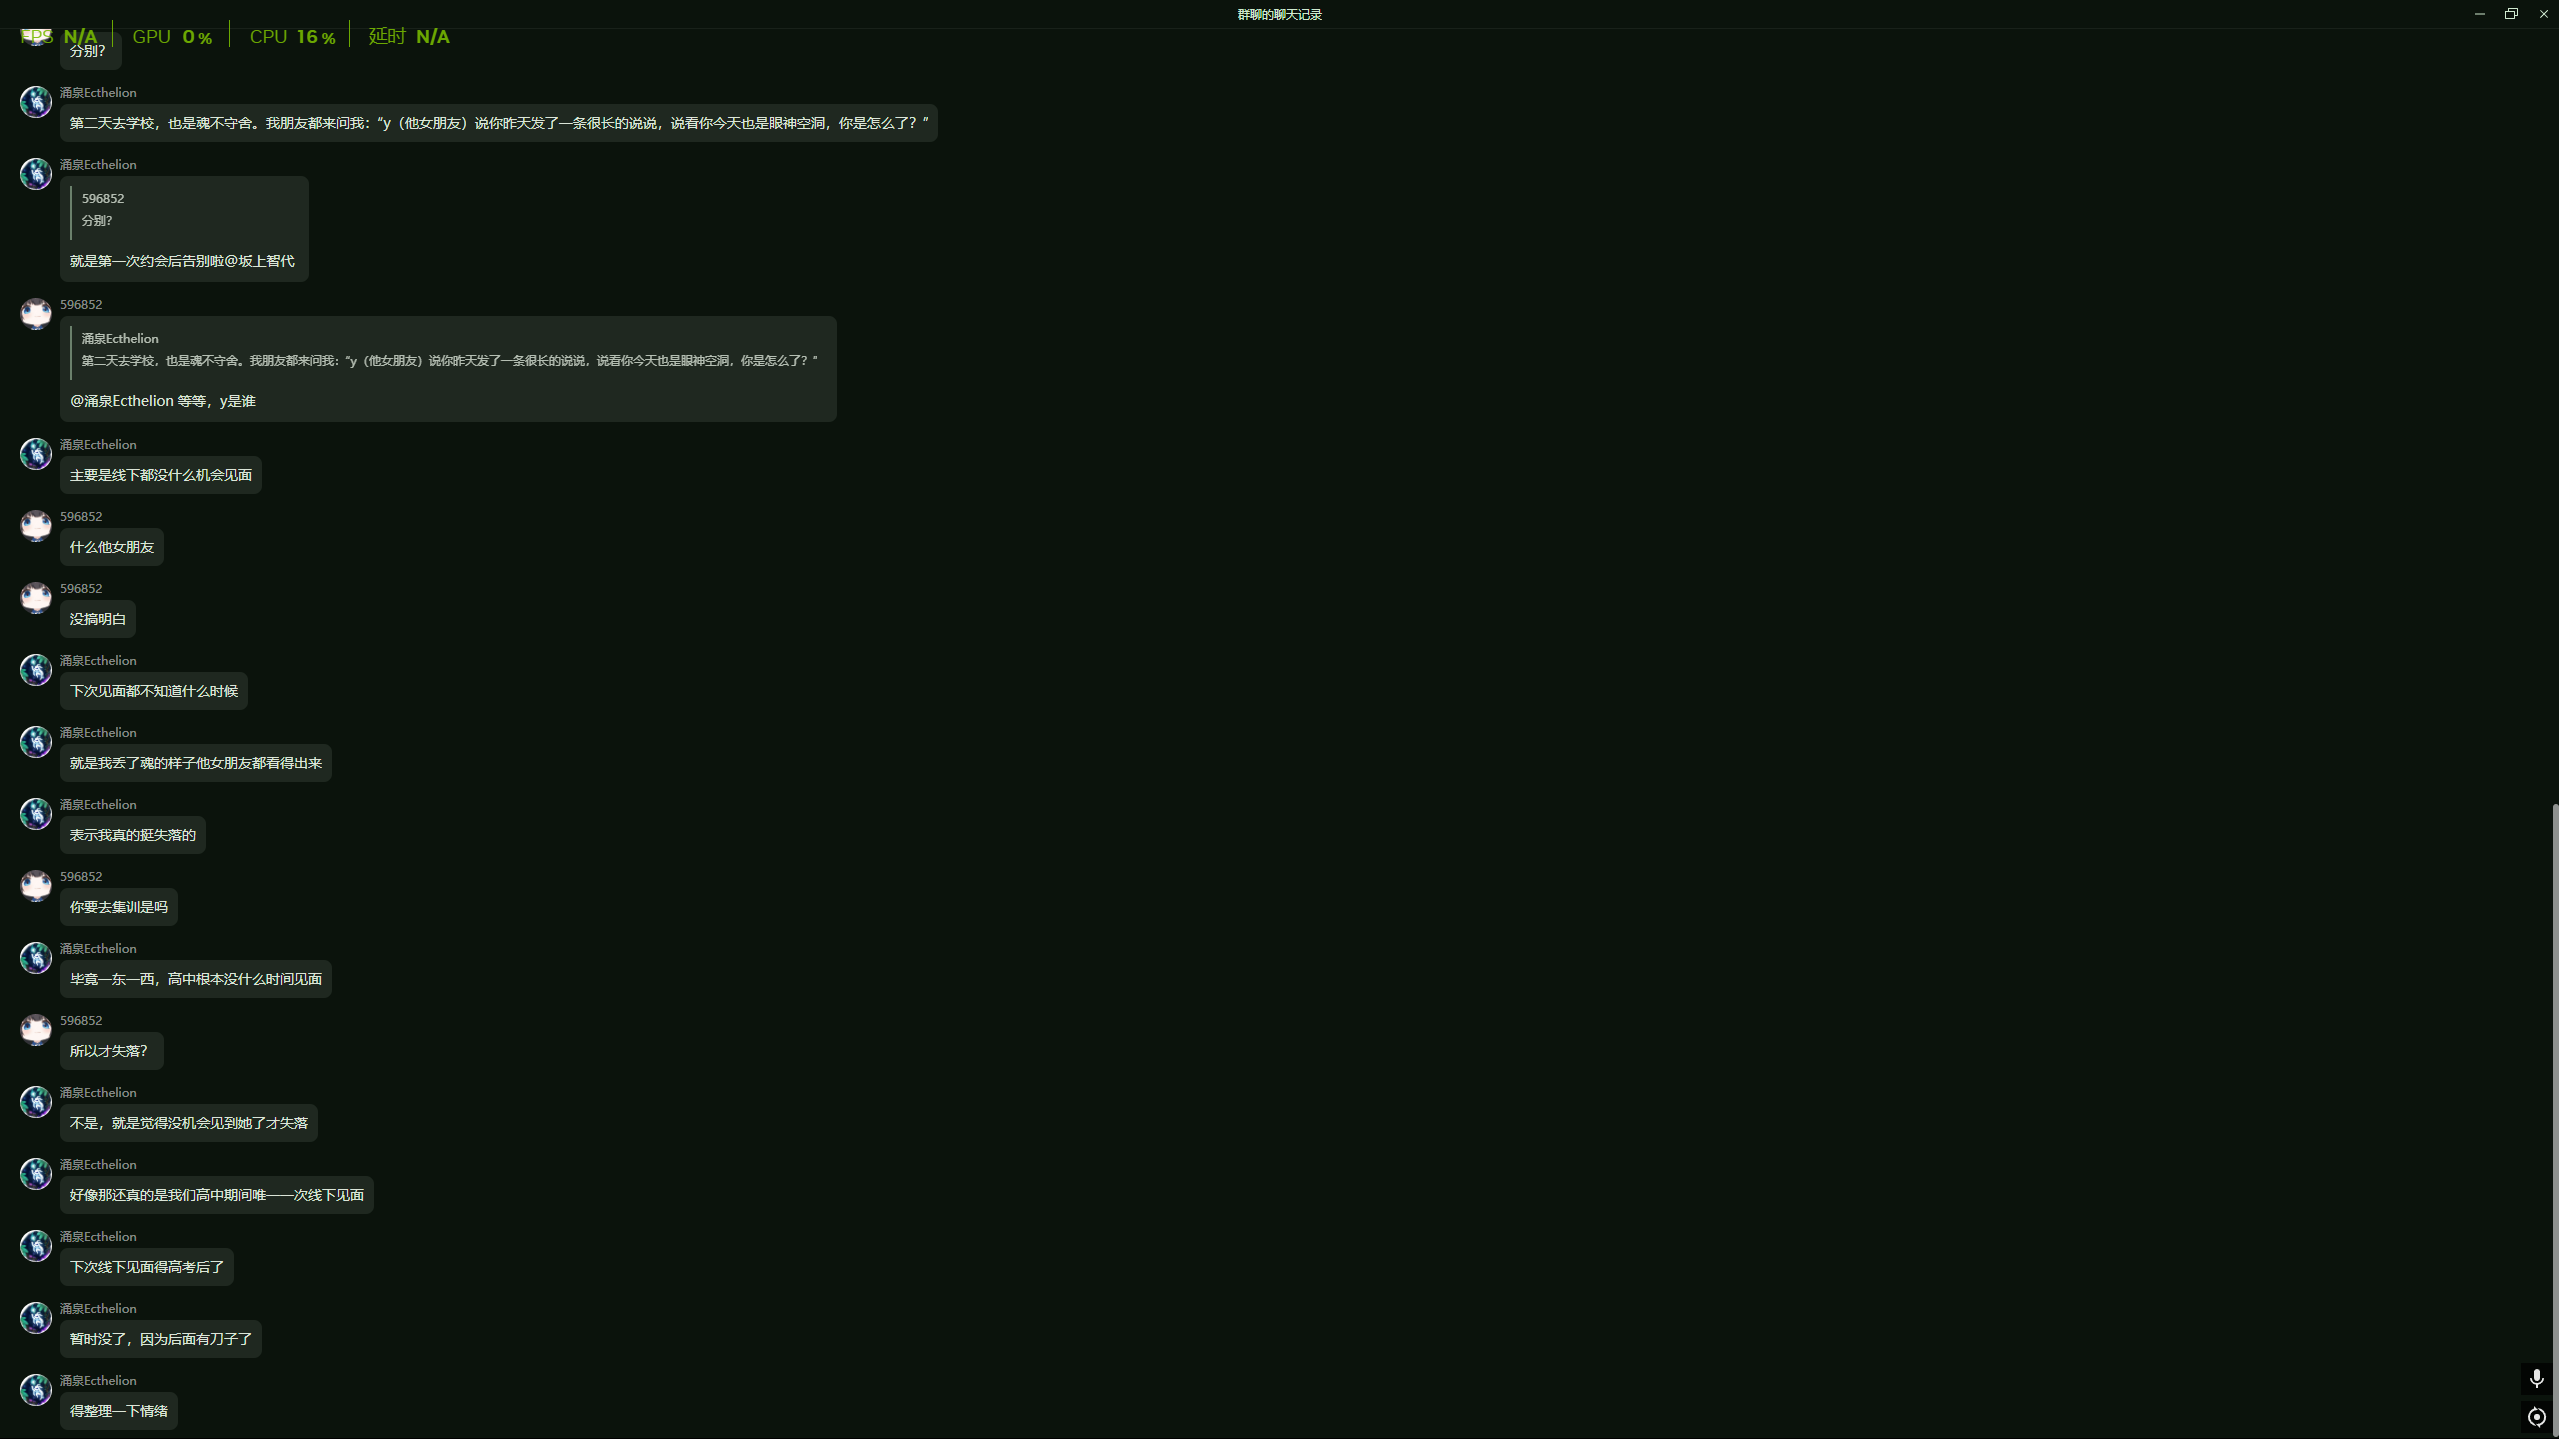 群聊的聊天记录
FPS N/A GPU 0 % CPU 16 % 延时 N/A
分别？
涌泉Ecthelion
第二天去学校，也是魂不守舍。我朋友都来问我：“y（他女朋友）说你昨天发了一条很长的说说，说看你今天也是眼神空洞，你是怎么了？”
涌泉Ecthelion
596852
分别？
就是第一次约会后告别啦@坂上智代
596852
涌泉Ecthelion
第二天去学校，也是魂不守舍。我朋友都来问我：“y（他女朋友）说你昨天发了一条很长的说说，说看你今天也是眼神空洞，你是怎么了？”
@涌泉Ecthelion 等等，y是谁
涌泉Ecthelion
主要是线下都没什么机会见面
596852
什么他女朋友
596852
没搞明白
涌泉Ecthelion
下次见面都不知道什么时候
涌泉Ecthelion
就是我丢了魂的样子他女朋友都看得出来
涌泉Ecthelion
表示我真的挺失落的
596852
你要去集训是吗
涌泉Ecthelion
毕竟一东一西，高中根本没什么时间见面
596852
所以才失落？
涌泉Ecthelion
不是，就是觉得没机会见到她了才失落
涌泉Ecthelion
好像那还真的是我们高中期间唯一一次线下见面
涌泉Ecthelion
下次线下见面得高考后了
涌泉Ecthelion
暂时没了，因为后面有刀子了
涌泉Ecthelion
得整理一下情绪